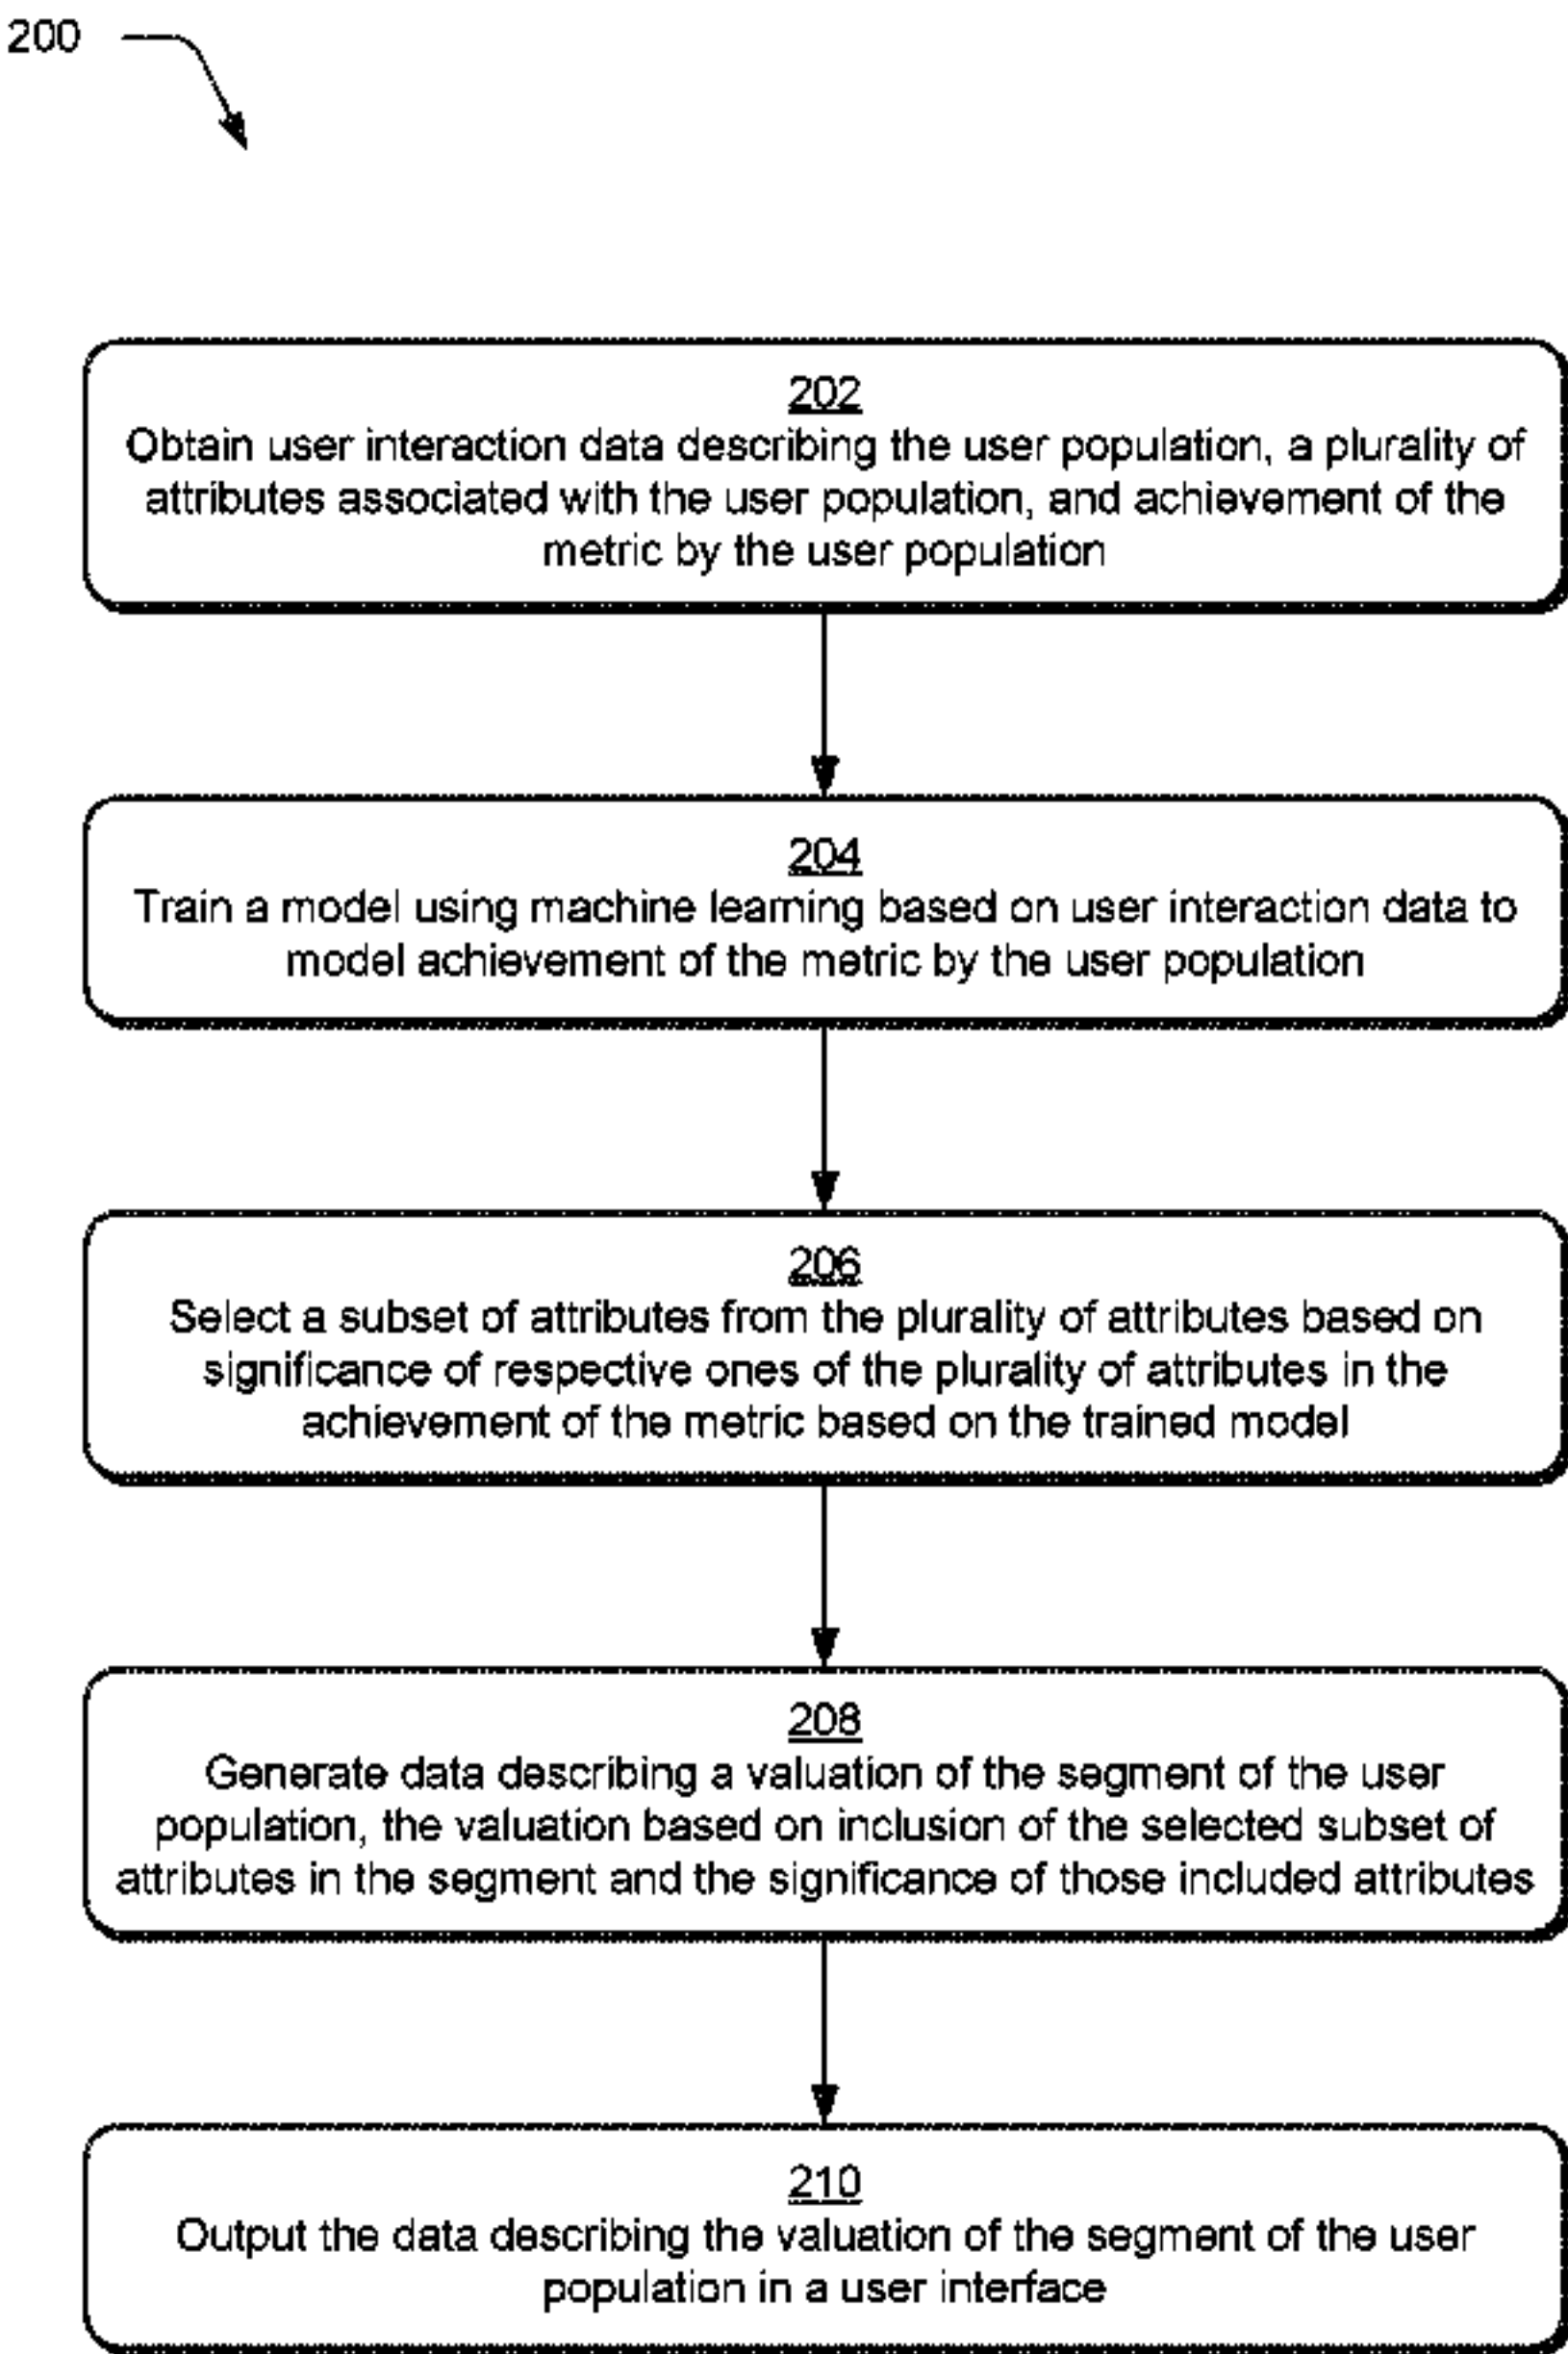 200
202
Obtain user interaction data describing the user population, a plurality of
attributes associated with the user population, and achievement of the
metric by the user population
204
Train a model using machine learning based on user interaction data to
model achievement of the metric by the user population
206
Select a subset of attributes from the plurality of attributes based on
significance of respective ones of the plurality of attributes in the
achievement of the metric based on the trained model
208
Generate data describing a valuation of the segment of the user
population, the valuation based on inclusion of the selected subset of
attributes in the segment and the significance of those included attributes
210
Output the data describing the valuation of the segment of the user
population in a user interface